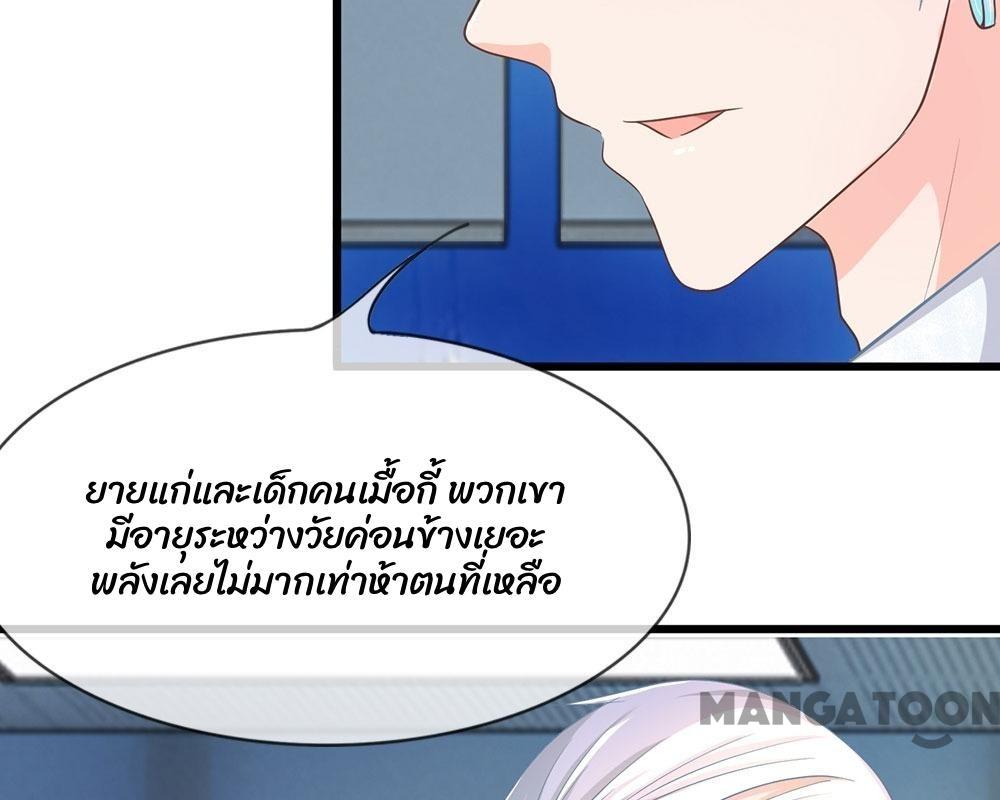 ยายแก่และเด็กคนเมื้อกี้ พวกเขา
มีอายุระหว่างวัยค่อนข้างเยอะ
พลังเลยไม่มากเท่าห้าตนที่เหลือ
MANGATOON